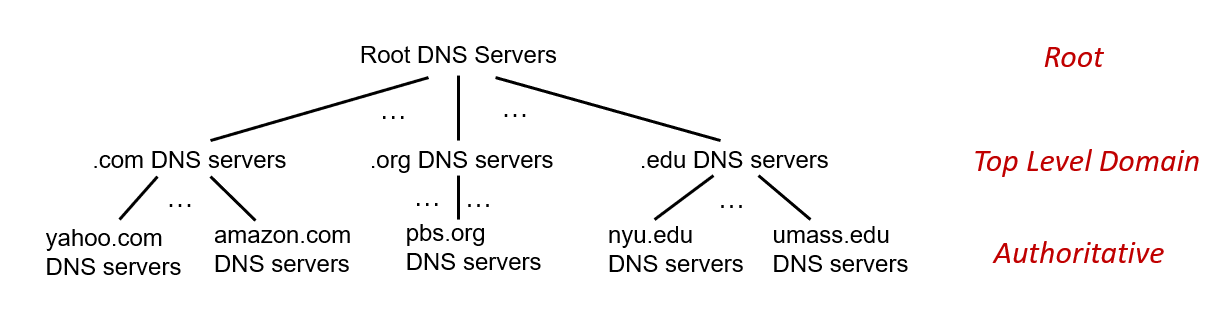 Root DNS Servers
Root
...
...
.com DNS servers
.org DNS servers
.edu DNS servers
Top Level Domain
...
...
...
...
yahoo.com
DNS servers
amazon.com
DNS servers
pbs.org
DNS servers
nyu.edu
DNS servers
umass.edu
DNS servers
Authoritative